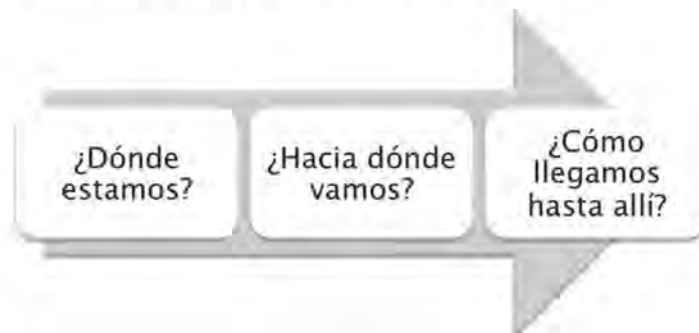 ¿Dónde
estamos?
¿Hacia dónde
vamos?
¿Cómo
llegamos
hasta allí?